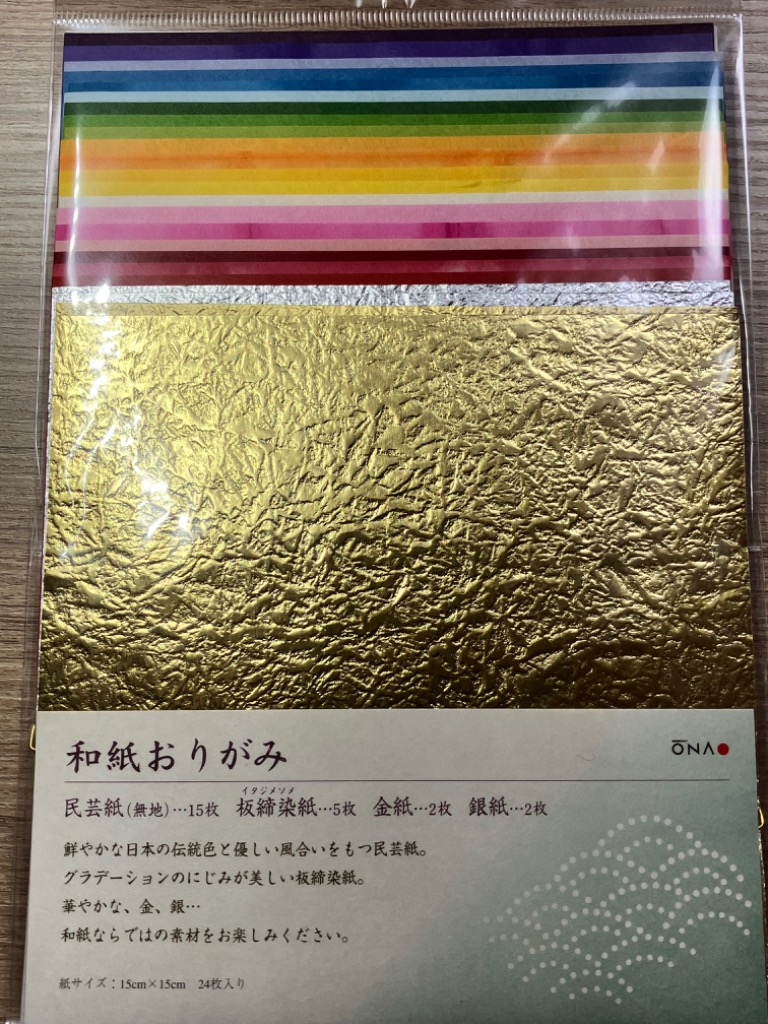 和紙おりがみ
ŌNAO
イタジメソメ
民芸紙(無地)…15枚 板締染紙…5枚 金紙…2枚 銀紙…2枚
鮮やかな日本の伝統色と優しい風合いをもつ民芸紙。
グラデーションのにじみが美しい板締染紙。
華やかな、金、銀…
和紙ならではの素材をお楽しみください。
紙サイズ：15cm×15cm 24枚入り